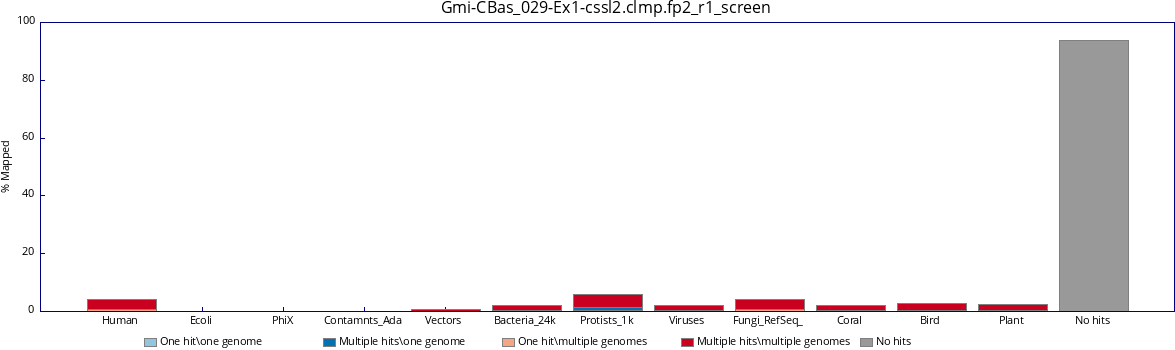 Gmi-CBas_029-Ex1-cssl2.clmp.fp2_r1_screen
100
80
60
40
20
0
% Mapped
Human Ecoli PhiX Contamnts_Ada Vectors Bacteria_24k Protists_1k Viruses Fungi_RefSeq_ Coral Bird Plant No hits
One hit\one genome Multiple hits\one genome One hit\multiple genomes Multiple hits\multiple genomes No hits